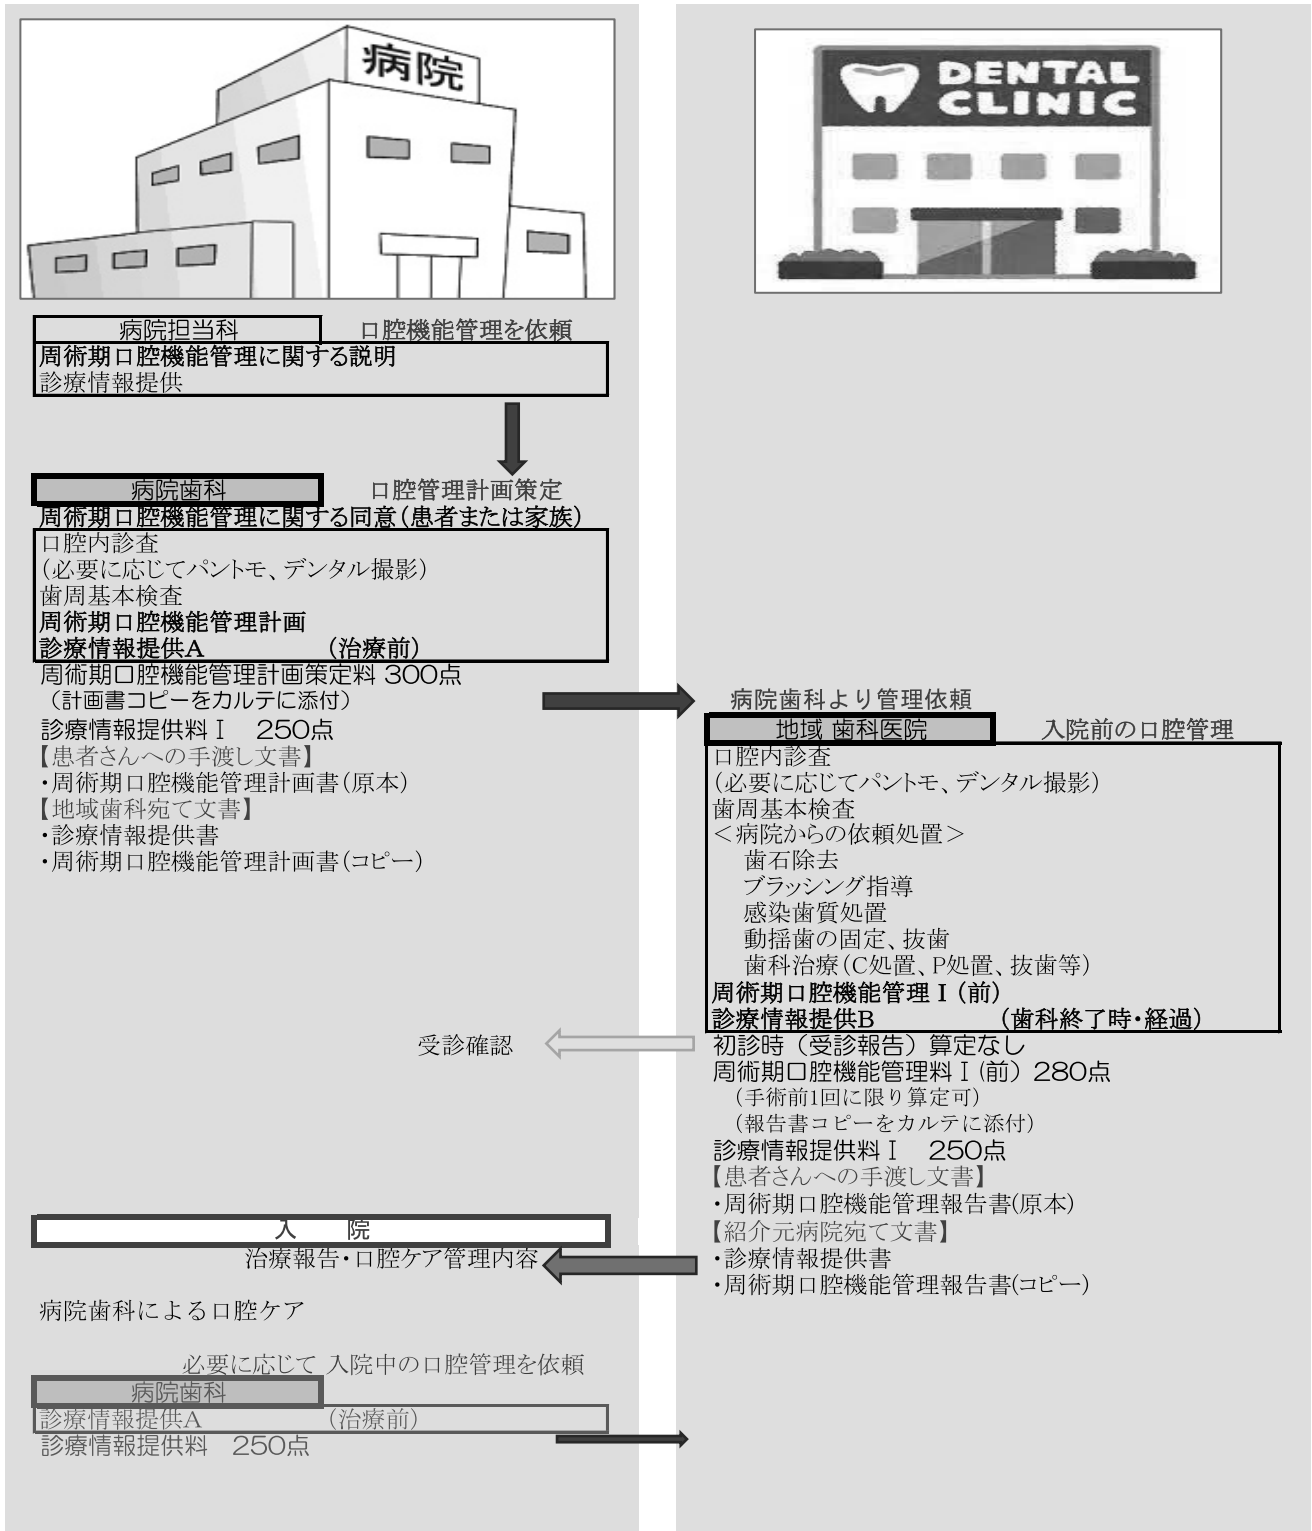 病院
DENTAL
CLINIC
病院担当科　口腔機能管理を依頼
周術期口腔機能管理に関する説明
診療情報提供
病院歯科　口腔管理計画策定
周術期口腔機能管理に関する同意(患者または家族)
口腔内診査
(必要に応じてパントモ、デンタル撮影)
歯周基本検査
周術期口腔機能管理計画
診療情報提供A　(治療前)
周術期口腔機能管理計画策定料 300点
(計画書コピーをカルテに添付)
診療情報提供料Ⅰ　250点
【患者さんへの手渡し文書】
・周術期口腔機能管理計画書(原本)
【地域歯科宛て文書】
・診療情報提供書
・周術期口腔機能管理計画書(コピー)
病院歯科より管理依頼
地域 歯科医院　入院前の口腔管理
口腔内診査
(必要に応じてパントモ、デンタル撮影)
歯周基本検査
＜病院からの依頼処置＞
歯石除去
ブラッシング指導
感染歯質処置
動揺歯の固定、抜歯
歯科治療(C処置、P処置、抜歯等)
周術期口腔機能管理Ⅰ(前)
診療情報提供B　(歯科終了時・経過)
受診確認
初診時（受診報告）算定なし
周術期口腔機能管理料Ⅰ(前) 280点
(手術前1回に限り算定可)
(報告書コピーをカルテに添付)
診療情報提供料Ⅰ　250点
【患者さんへの手渡し文書】
・周術期口腔機能管理報告書(原本)
【紹介元病院宛て文書】
・診療情報提供書
・周術期口腔機能管理報告書(コピー)
入　院
治療報告・口腔ケア管理内容
病院歯科による口腔ケア
必要に応じて 入院中の口腔管理を依頼
病院歯科
診療情報提供A　(治療前)
診療情報提供料　250点